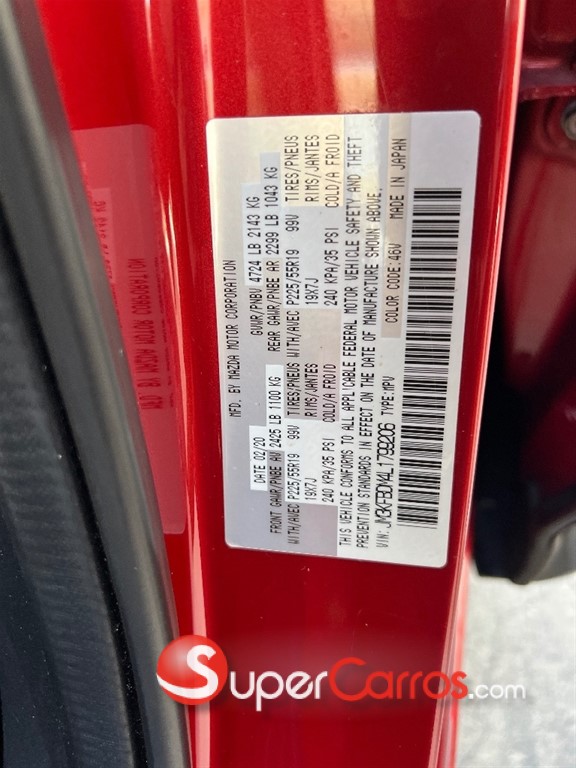 MFD. BY MAZDA MOTOR CORPORATION
DATE 02/20 GVWR/PNBV 4724 LB 2143 KG
FRONT GAWR/PNBE AV 2425 LB 1100 KG REAR GAWR/PNBE AR 2299 LB 1043 KG
WITH/AVEC P225/55R19 99V TIRES/PNEUS WITH/AVEC P225/55R19 99V TIRES/PNEUS
19X7J RIMS/JANTES 19X7J RIMS/JANTES
240 KPA/35 PSI COLD/A FROID 240 KPA/35 PSI COLD/A FROID
THIS VEHICLE CONFORMS TO ALL APPLICABLE FEDERAL MOTOR VEHICLE SAFETY AND THEFT
PREVENTION STANDARDS IN EFFECT ON THE DATE OF MANUFACTURE SHOWN ABOVE.
VIN: JM3KFBDM4L1799206 TYPE:MPV COLOR CODE:46V MADE IN JAPAN
SuperCarros.com